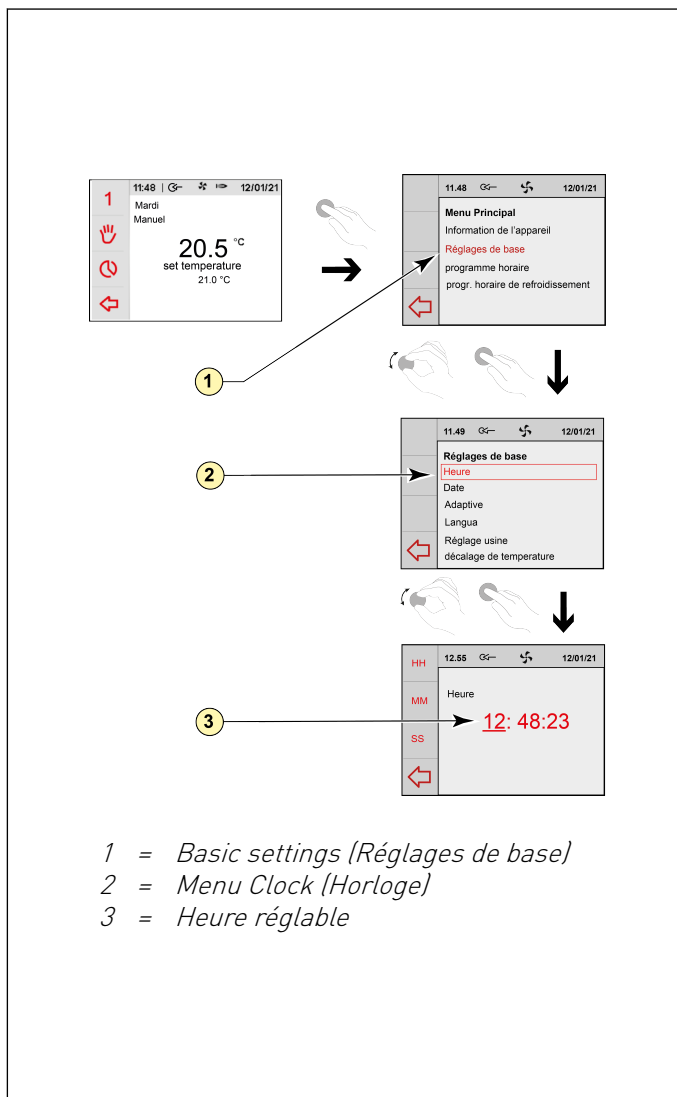 11:48 12/01/21
1
Mardi
Manuel
20.5 °C
set temperature
21.0 °C
11.48 12/01/21
Menu Principal
Information de l'appareil
Réglages de base
programme horaire
progr. horaire de refroidissement
1
11.49 12/01/21
Réglages de base
Heure
Date
Adaptive
Langua
Réglage usine
décalage de temperature
2
12.55 12/01/21
HH
MM
SS
Heure
12: 48:23
3
1 = Basic settings (Réglages de base)
2 = Menu Clock (Horloge)
3 = Heure réglable